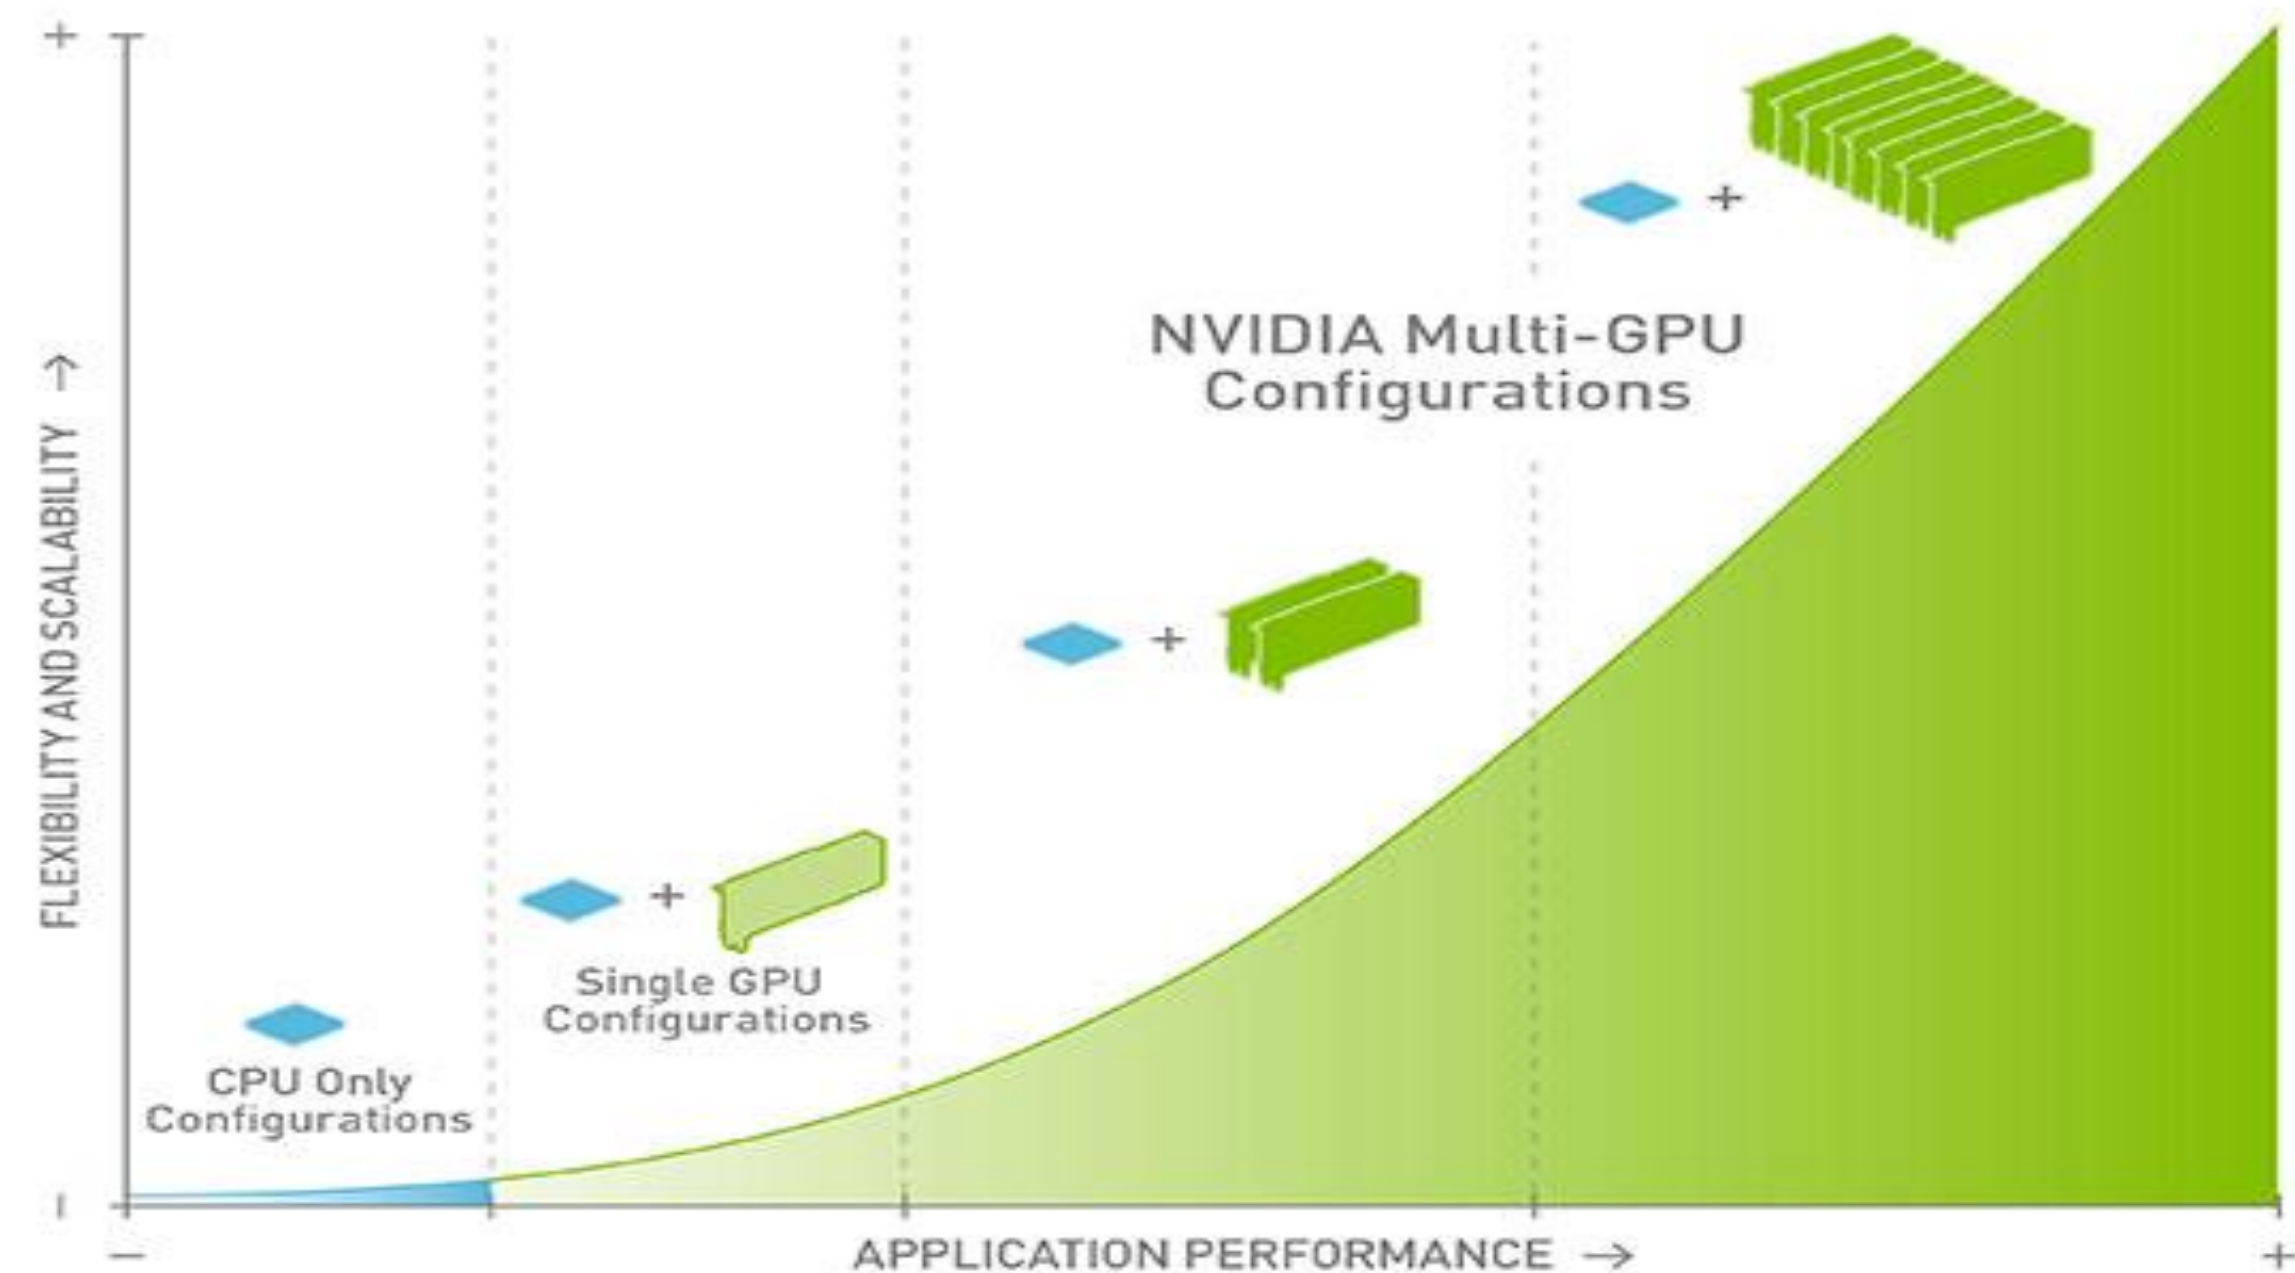 +
FLEXIBILITY AND SCALABILITY →
NVIDIA Multi-GPU
Configurations
+
+
+
Single GPU
Configurations
CPU Only
Configurations
–
–
APPLICATION PERFORMANCE →
+